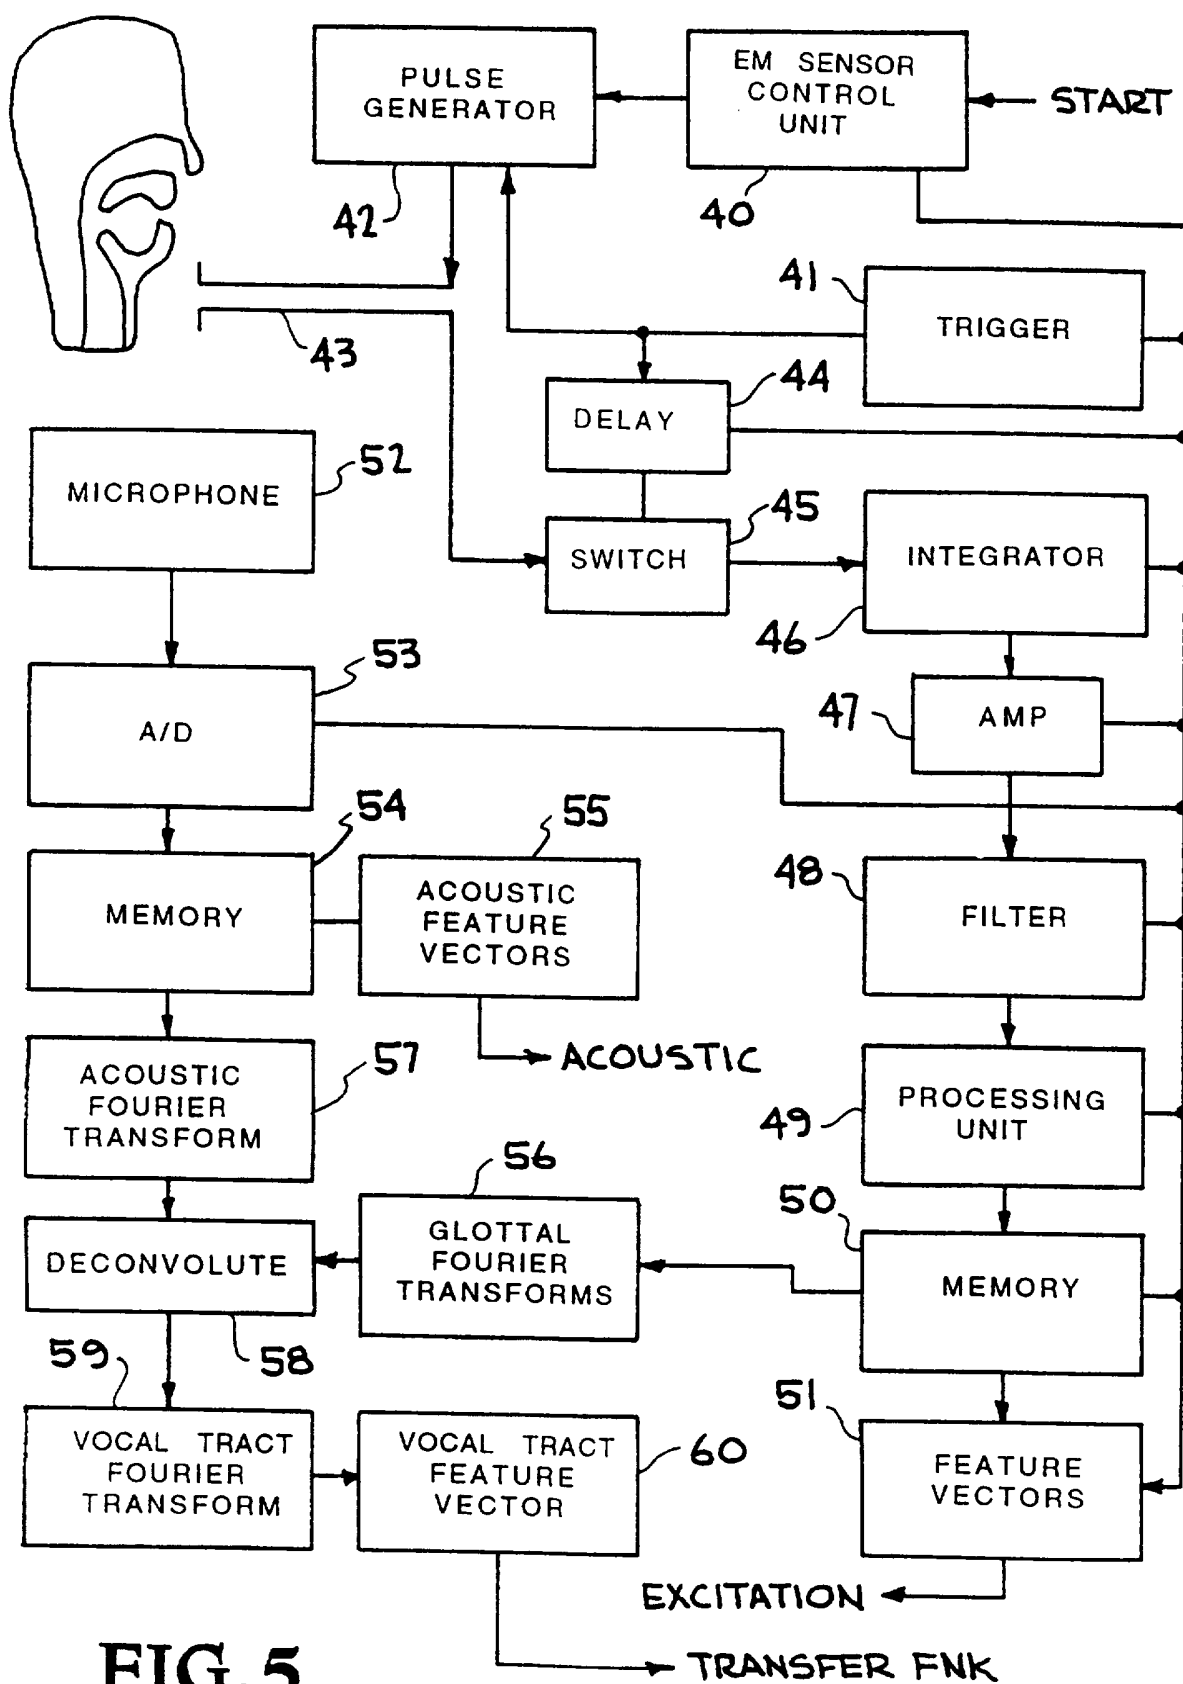 PULSE
GENERATOR
EM SENSOR
CONTROL
UNIT
START
42
40
41
TRIGGER
43
44
DELAY
52
MICROPHONE
45
SWITCH
INTEGRATOR
46
53
A/D
47
AMP
54
55
MEMORY
ACOUSTIC
FEATURE
VECTORS
48
FILTER
57
ACOUSTIC
ACOUSTIC
FOURIER
TRANSFORM
49
PROCESSING
UNIT
56
50
DECONVOLUTE
GLOTTAL
FOURIER
TRANSFORMS
MEMORY
59
58
51
VOCAL TRACT
FOURIER
TRANSFORM
VOCAL TRACT
FEATURE
VECTOR
60
FEATURE
VECTORS
EXCITATION
FIG. 5
TRANSFER FNK